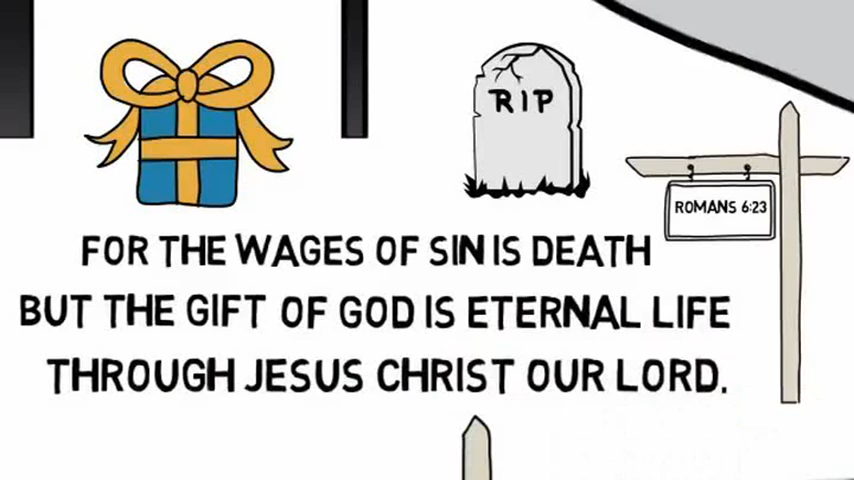 RIP
ROMANS 6:23
FOR THE WAGES OF SIN IS DEATH
BUT THE GIFT OF GOD IS ETERNAL LIFE
THROUGH JESUS CHRIST OUR LORD.